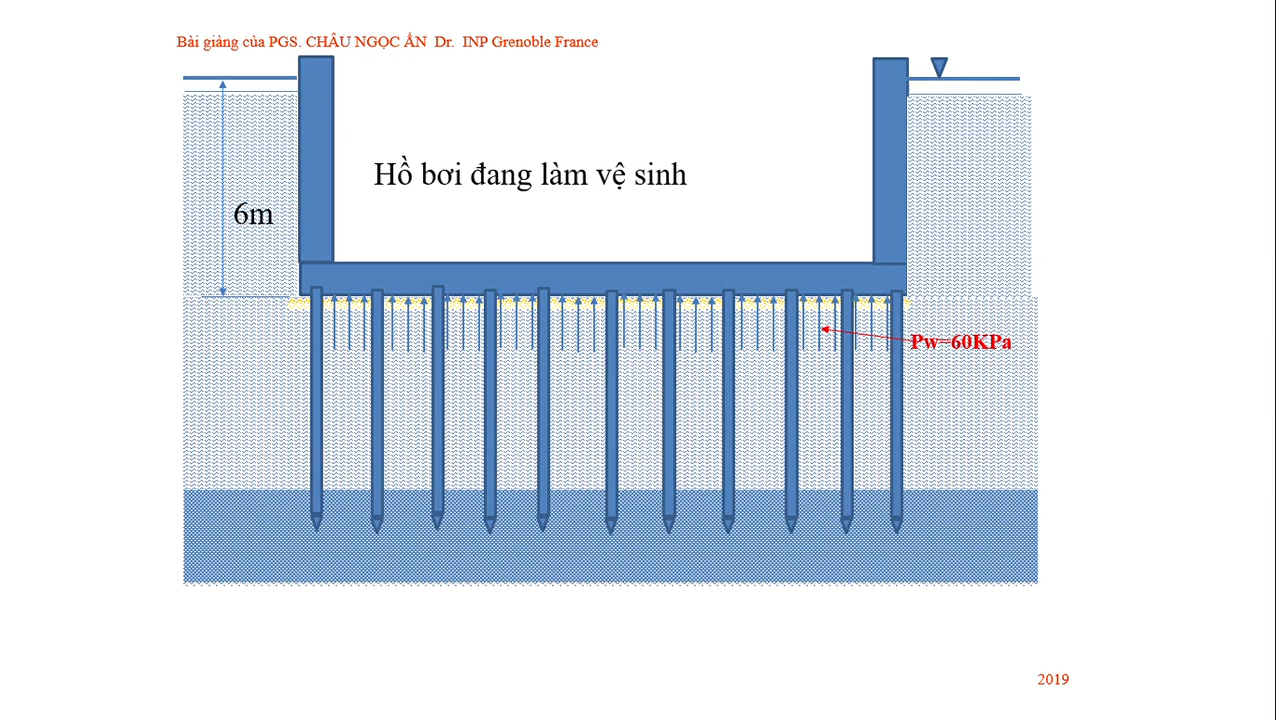 Bài giảng của PGS. CHÂU NGỌC ẨN Dr. INP Grenoble France
Hồ bơi đang làm vệ sinh
6m
Pw=60KPa
2019